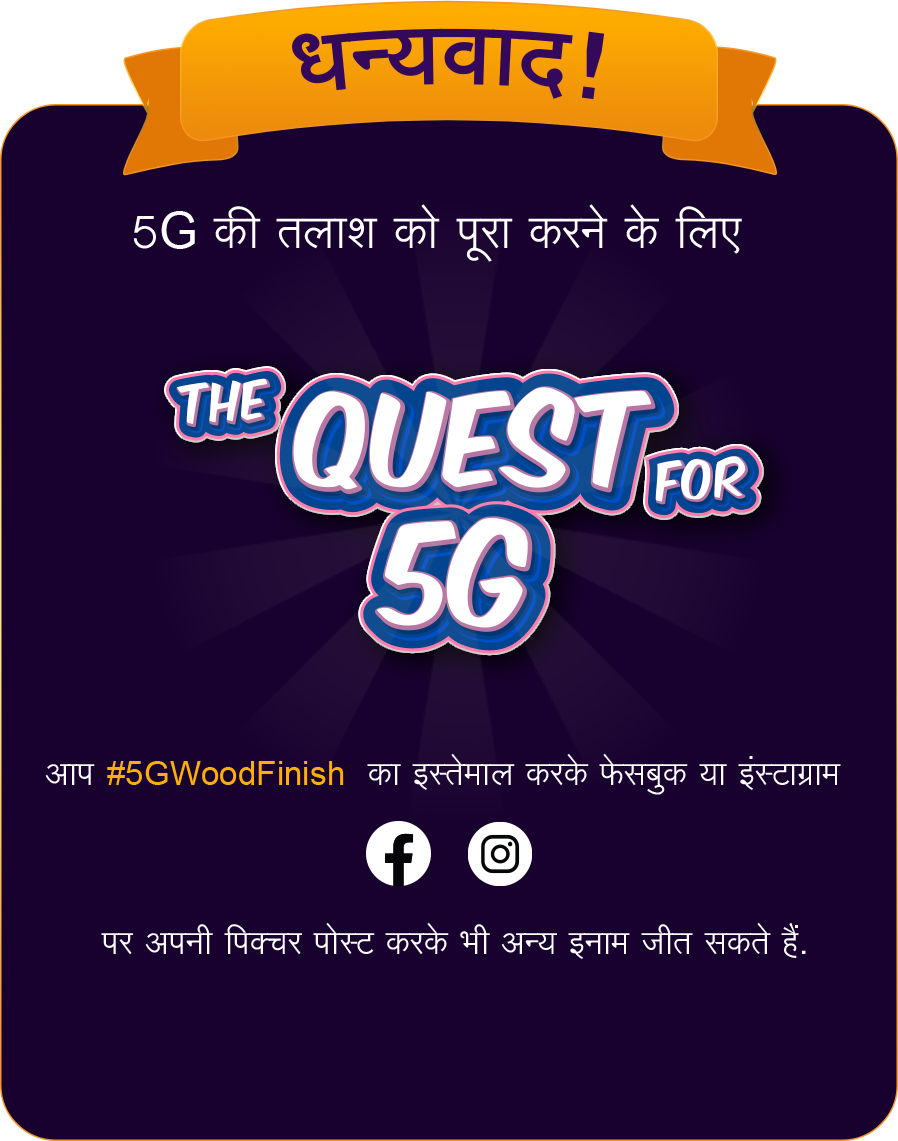 धन्यवाद!
5G की तलाश को पूरा करने के लिए
THE QUEST FOR
5G
आप #5GWoodFinish का इस्तेमाल करके फेसबुक या इंस्टाग्राम
पर अपनी पिक्चर पोस्ट करके भी अन्य इनाम जीत सकते हैं.